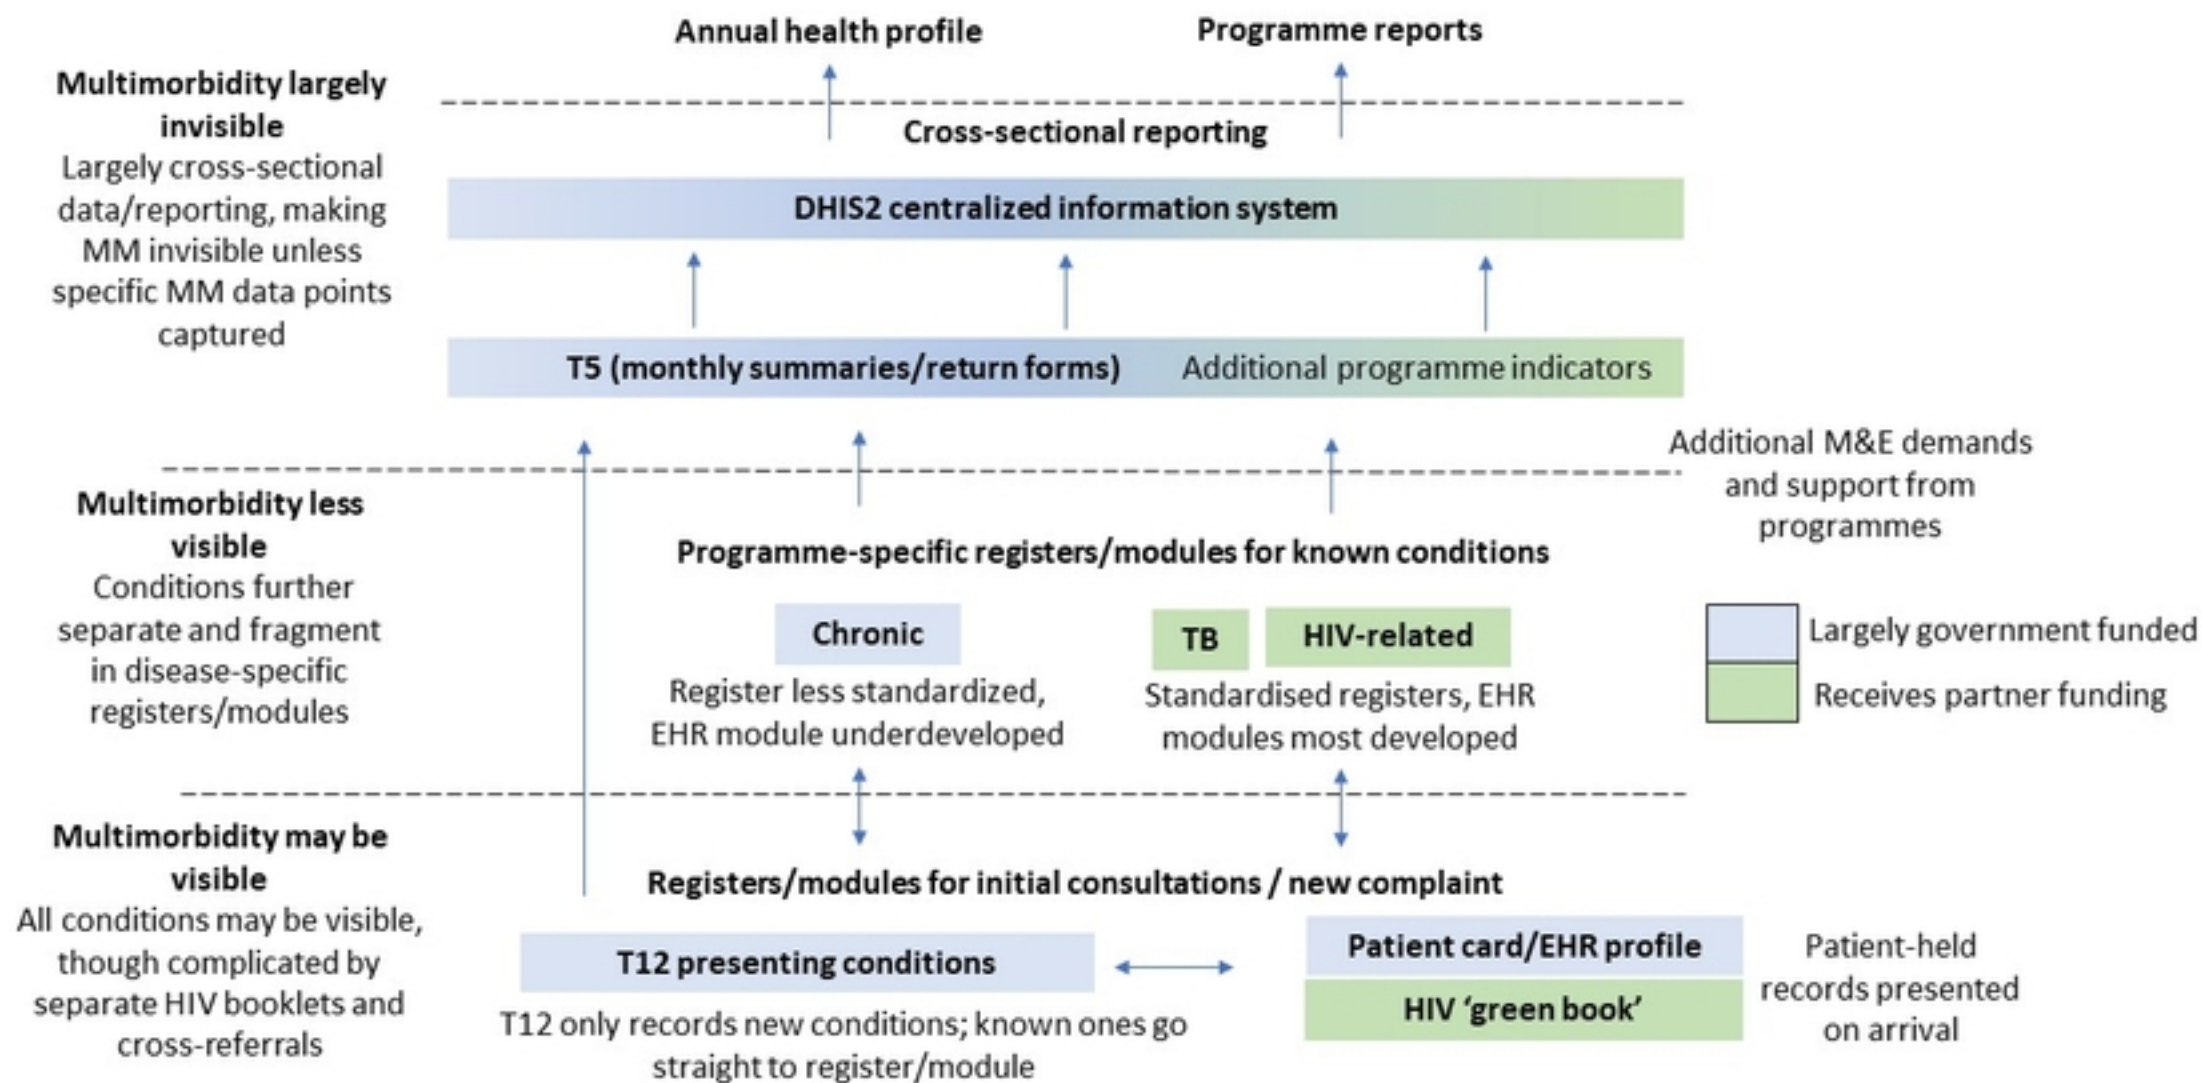 Annual health profile
Programme reports
Multimorbidity largely
invisible
Largely cross-sectional
data/reporting, making
MM invisible unless
specific MM data points
captured
Cross-sectional reporting
DHIS2 centralized information system
T5 (monthly summaries/return forms)
Additional programme indicators
Additional M&E demands
and support from
programmes
Multimorbidity less
visible
Conditions further
separate and fragment
in disease-specific
registers/modules
Programme-specific registers/modules for known conditions
Chronic
Register less standardized,
EHR module underdeveloped
TB
HIV-related
Standardised registers, EHR
modules most developed
Largely government funded
Receives partner funding
Multimorbidity may be
visible
All conditions may be visible,
though complicated by
separate HIV booklets and
cross-referrals
Registers/modules for initial consultations / new complaint
T12 presenting conditions
T12 only records new conditions; known ones go
straight to register/module
Patient card/EHR profile
HIV ‘green book’
Patient-held
records presented
on arrival